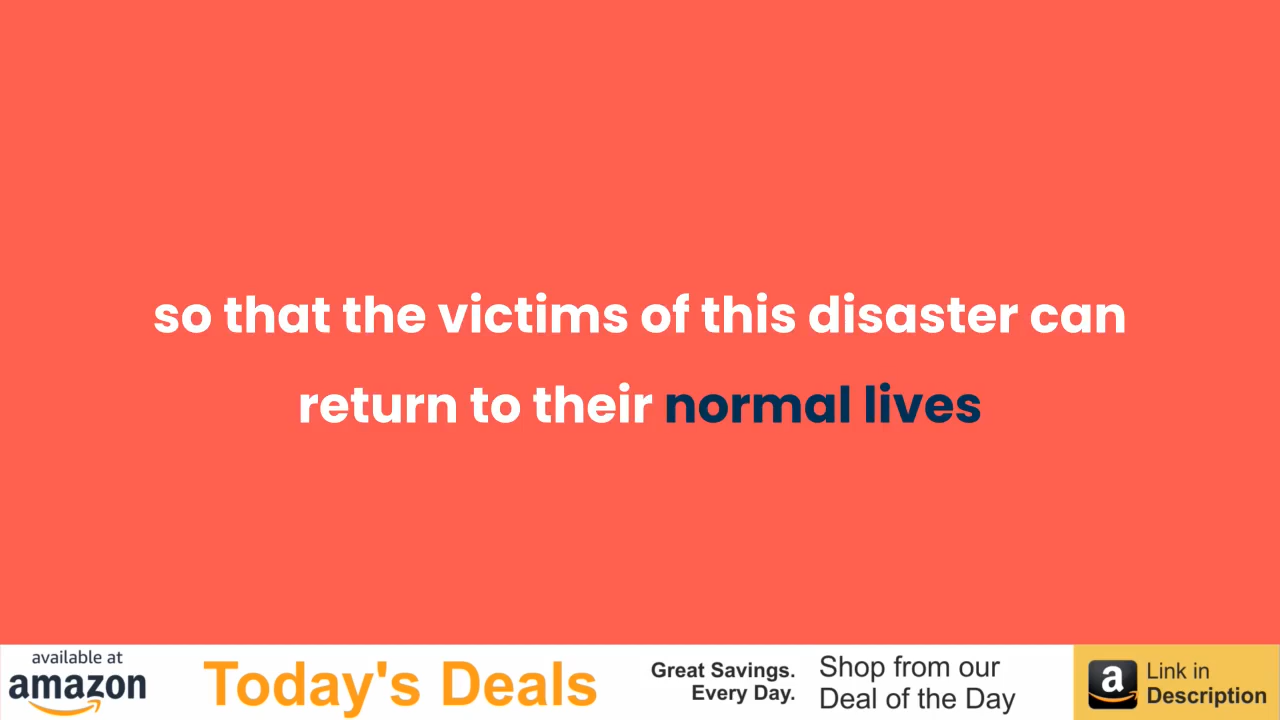 so that the victims of this disaster can
return to their normal lives
available at
amazon
Today's Deals
Great Savings.
Every Day.
Shop from our
Deal of the Day
a
Link in
Description